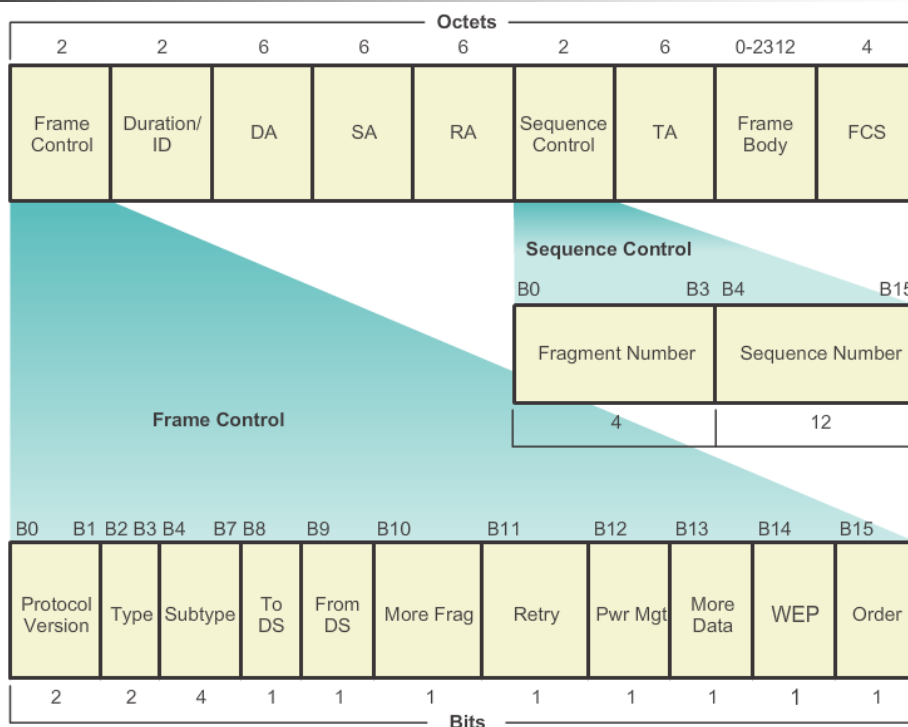 Octets
2 2 6 6 6 2 6 0-2312 4
Frame Control Duration/ ID DA SA RA Sequence Control TA Frame Body FCS
Sequence Control
B0 B3 B4 B15
Fragment Number Sequence Number
4 12
Frame Control
B0 B1 B2 B3 B4 B7 B8 B9 B10 B11 B12 B13 B14 B15
Protocol Version Type Subtype To DS From DS More Frag Retry Pwr Mgt More Data WEP Order
2 2 4 1 1 1 1 1 1 1 1
Bits